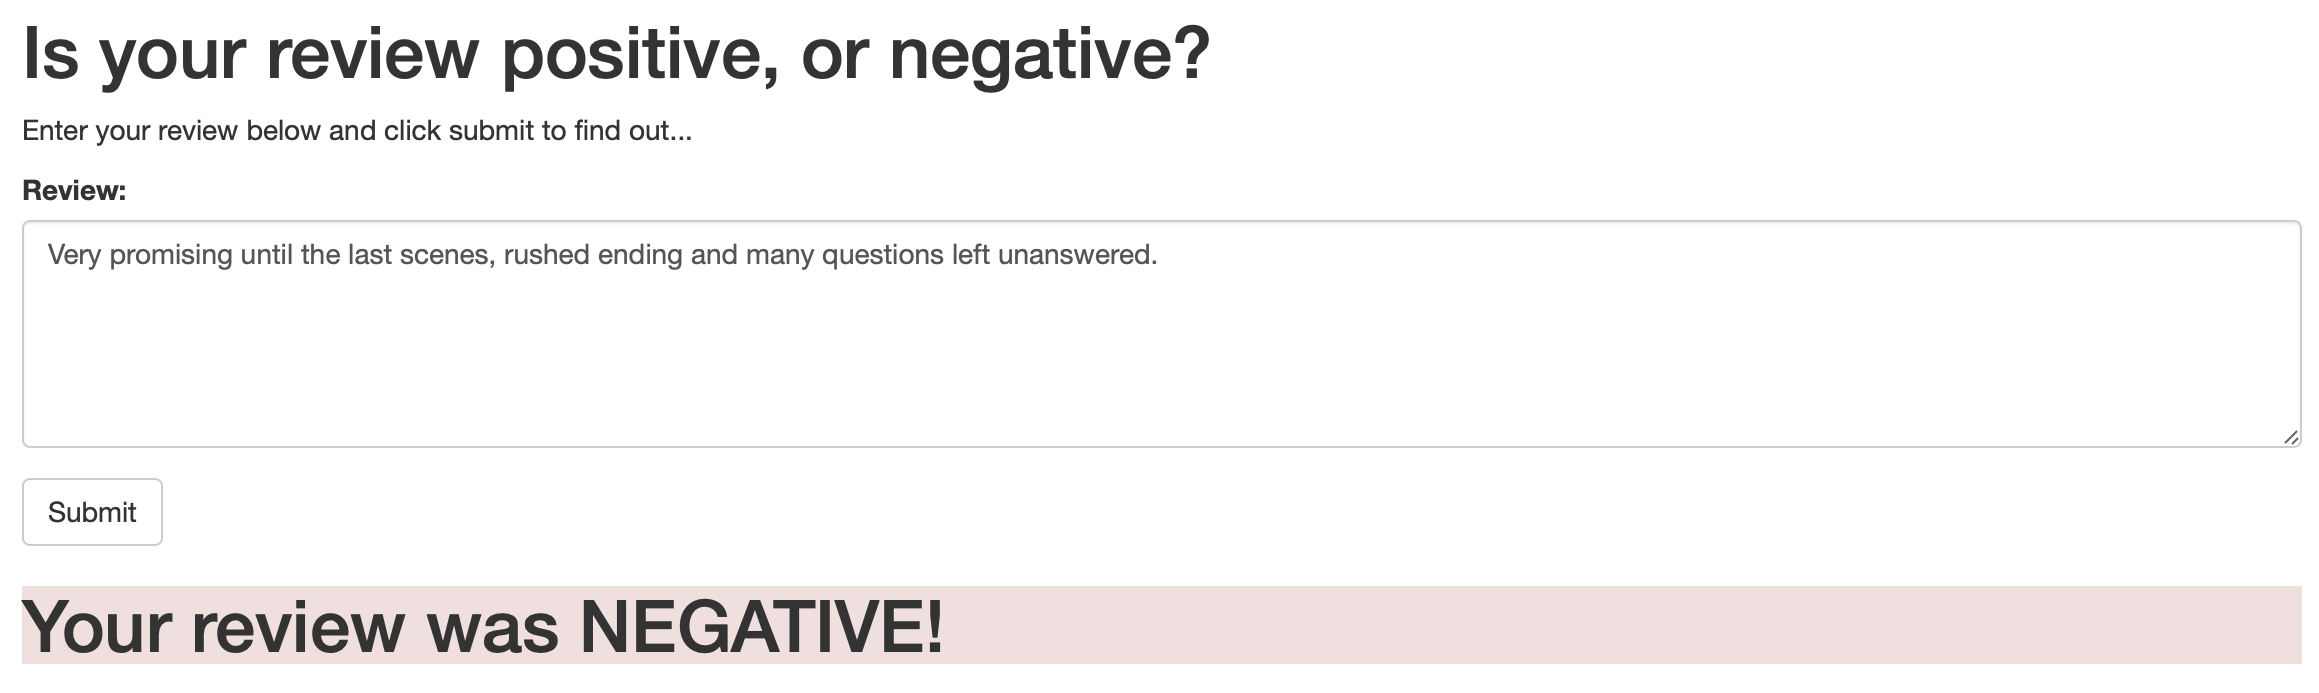 Is your review positive, or negative?
Enter your review below and click submit to find out...
Review:
Very promising until the last scenes, rushed ending and many questions left unanswered.
Submit
Your review was NEGATIVE!